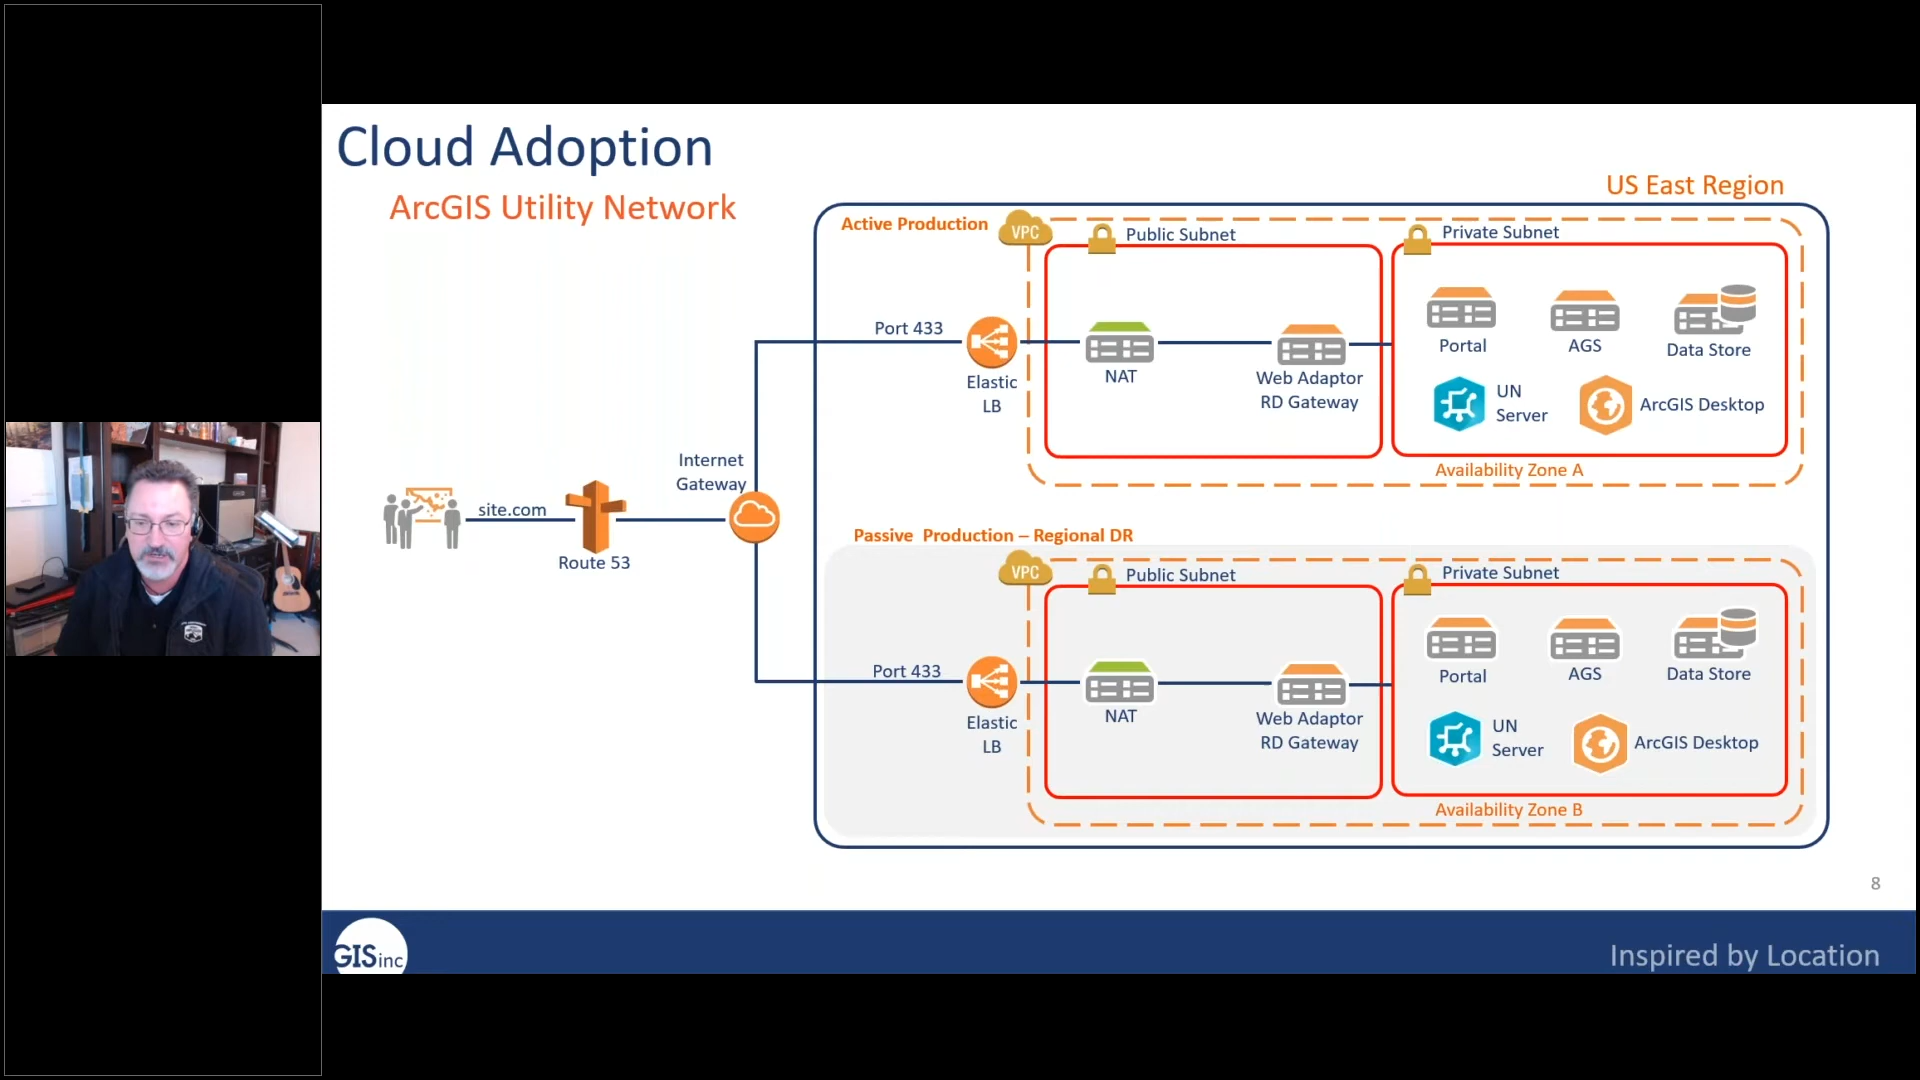 Cloud Adoption
ArcGIS Utility Network
US East Region
Active Production
VPC
Public Subnet
Private Subnet
Port 433
Elastic
LB
NAT
Web Adaptor
RD Gateway
Portal
AGS
Data Store
UN
Server
ArcGIS Desktop
Availability Zone A
Internet
Gateway
site.com
Route 53
Passive Production – Regional DR
VPC
Public Subnet
Private Subnet
Port 433
Elastic
LB
NAT
Web Adaptor
RD Gateway
Portal
AGS
Data Store
UN
Server
ArcGIS Desktop
Availability Zone B
8
GISinc
Inspired by Location